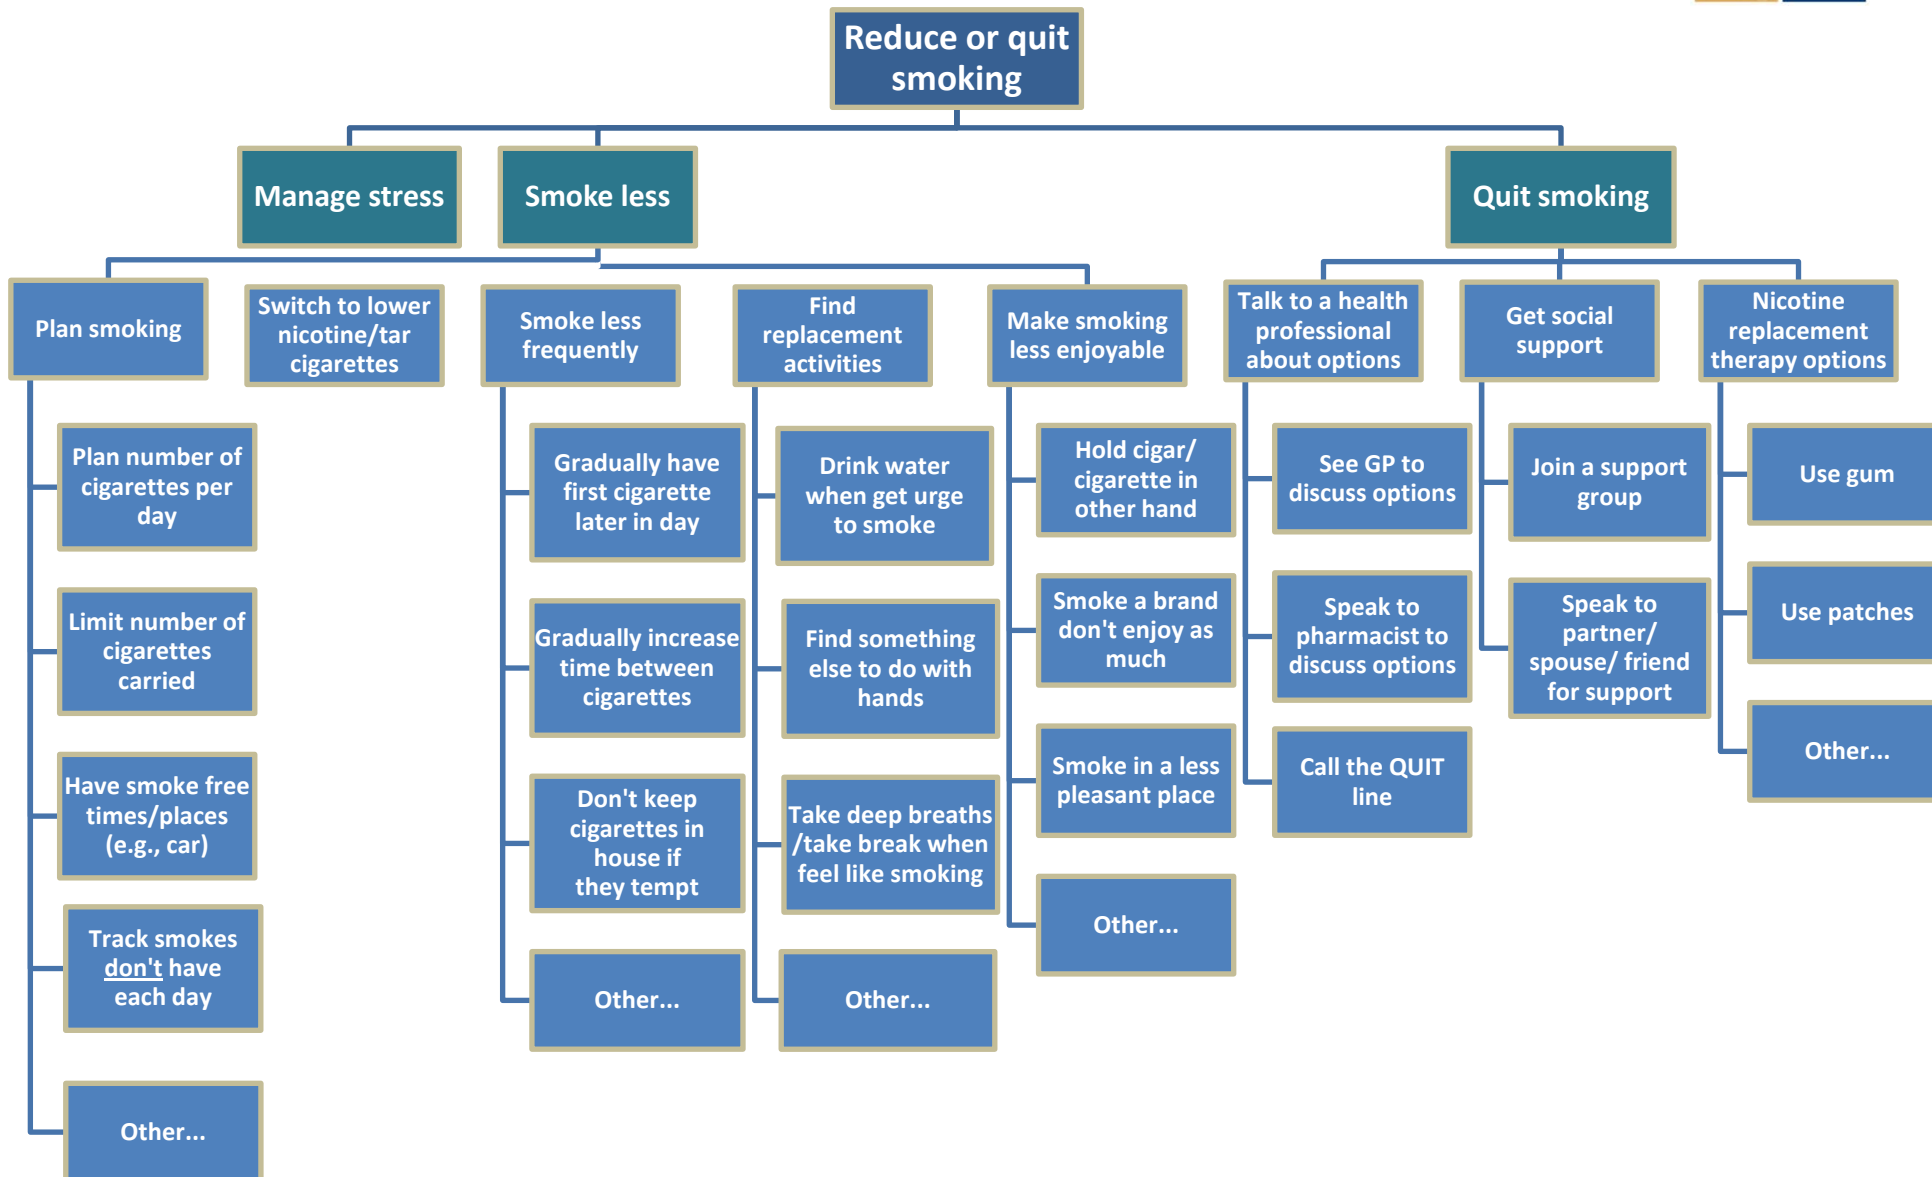 Reduce or quit
smoking
Manage stress
Smoke less
Quit smoking
Plan smoking
Switch to lower
nicotine/tar
cigarettes
Smoke less
frequently
Find
replacement
activities
Make smoking
less enjoyable
Talk to a health
professional
about options
Get social
support
Nicotine
replacement
therapy options
Plan number of
cigarettes per
day
Limit number of
cigarettes
carried
Have smoke free
times/places
(e.g., car)
Track smokes
don't have
each day
Other...
Gradually have
first cigarette
later in day
Gradually increase
time between
cigarettes
Don't keep
cigarettes in
house if
they tempt
Other...
Drink water
when get urge
to smoke
Find something
else to do with
hands
Take deep breaths
/take break when
feel like smoking
Other...
Hold cigar/
cigarette in
other hand
Smoke a brand
don't enjoy as
much
Smoke in a less
pleasant place
Other...
See GP to
discuss options
Speak to
pharmacist to
discuss options
Call the QUIT
line
Join a support
group
Speak to
partner/
spouse/ friend
for support
Use gum
Use patches
Other...